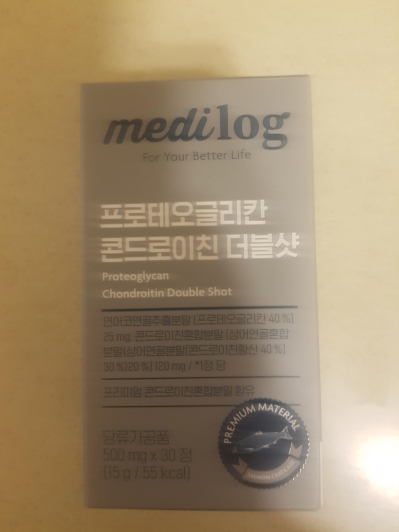 medilog
For Your Better Life
프로테오글리칸
콘드로이친 더블샷
Proteoglycan
Chondroitin Double Shot
연어코연골추출분말 (프로테오글리칸 40 %)
25 mg, 콘드로이친혼합분말 (상어연골혼합
분말(상어연골분말(콘드로이친황산 40 %)
30 %)20 %) 120 mg / *1정 당
프리미엄 콘드로이친혼합분말 함유
당류가공품
500 mg x 30 정
(15 g / 55 kcal)
PREMIUM MATERIAL